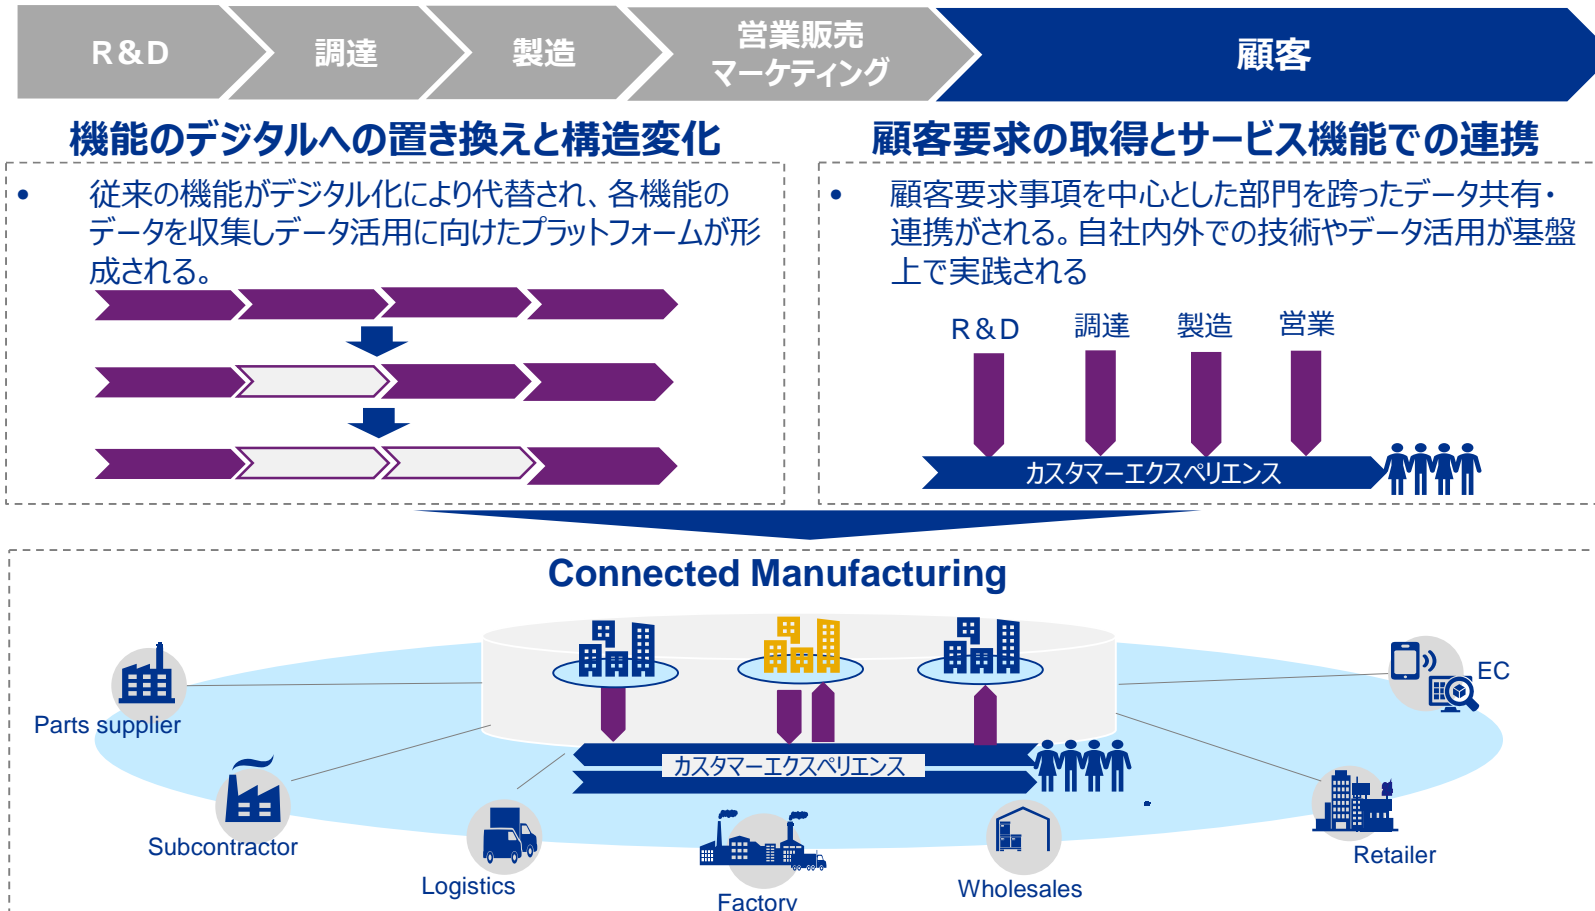 R&D
調達
製造
営業販売
マーケティング
顧客
機能のデジタルへの置き換えと構造変化
• 従来の機能がデジタル化により代替され、各機能の
データを収集しデータ活用に向けたプラットフォームが形
成される。
顧客要求の取得とサービス機能での連携
• 顧客要求事項を中心とした部門を跨ったデータ共有・
連携がされる。自社内外での技術やデータ活用が基盤
上で実践される
R&D
調達
製造
営業
カスタマーエクスペリエンス
Connected Manufacturing
カスタマーエクスペリエンス
Parts supplier
Subcontractor
Logistics
Factory
Wholesales
Retailer
EC